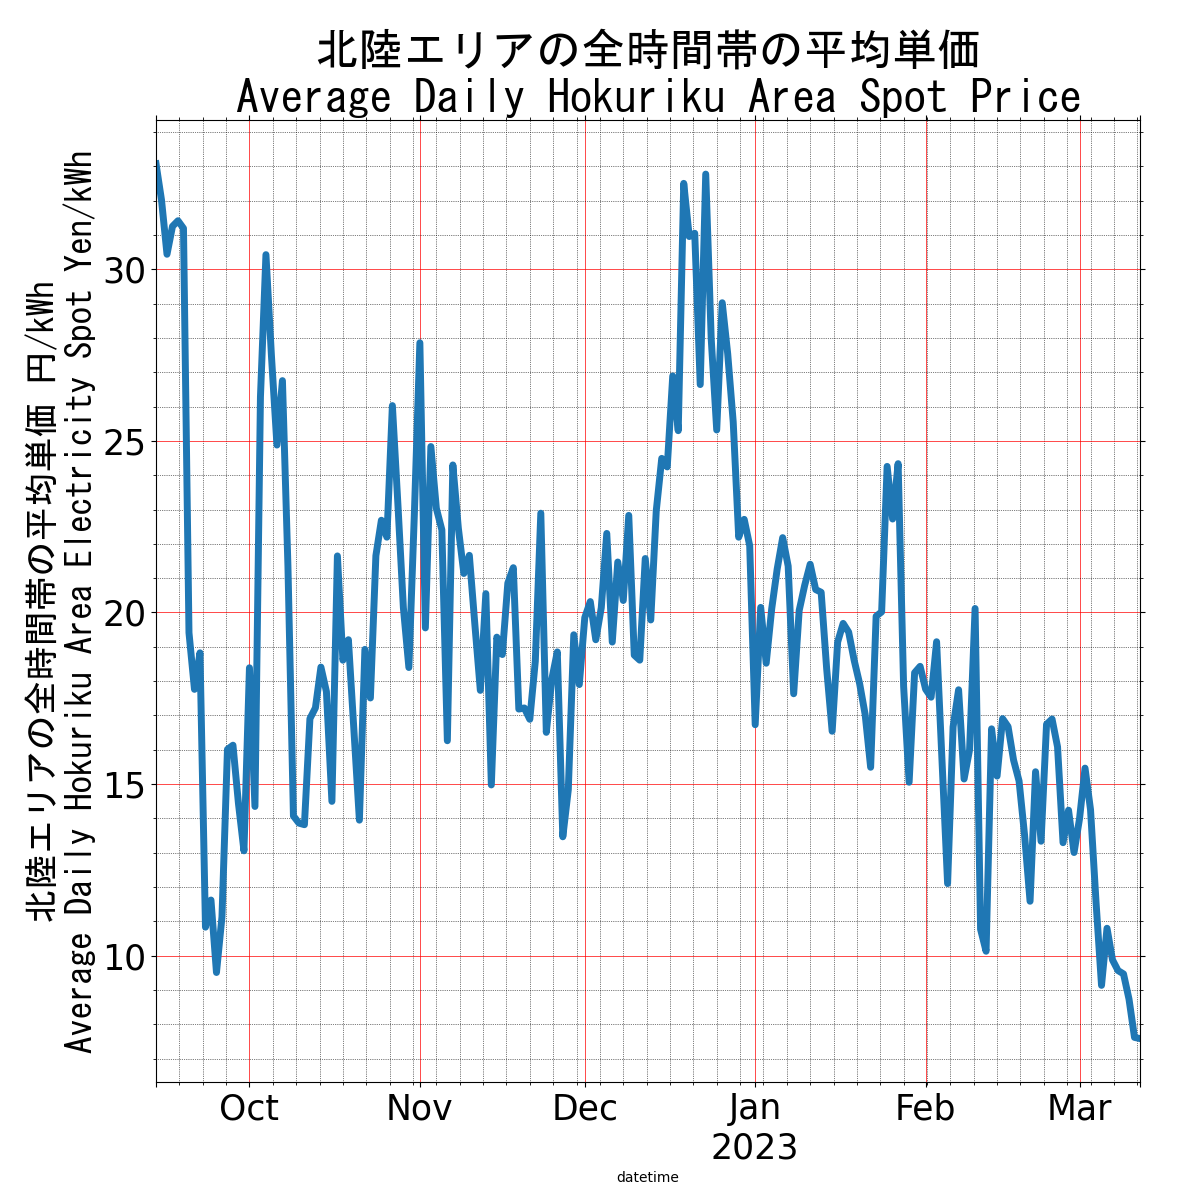 北陸エリアの全時間帯の平均単価
Average Daily Hokuriku Area Spot Price
北陸エリアの全時間帯の平均単価 円/kWh
Average Daily Hokuriku Area Electricity Spot Yen/kWh
30
25
20
15
10
Oct
Nov
Dec
Jan
2023
Feb
Mar
datetime